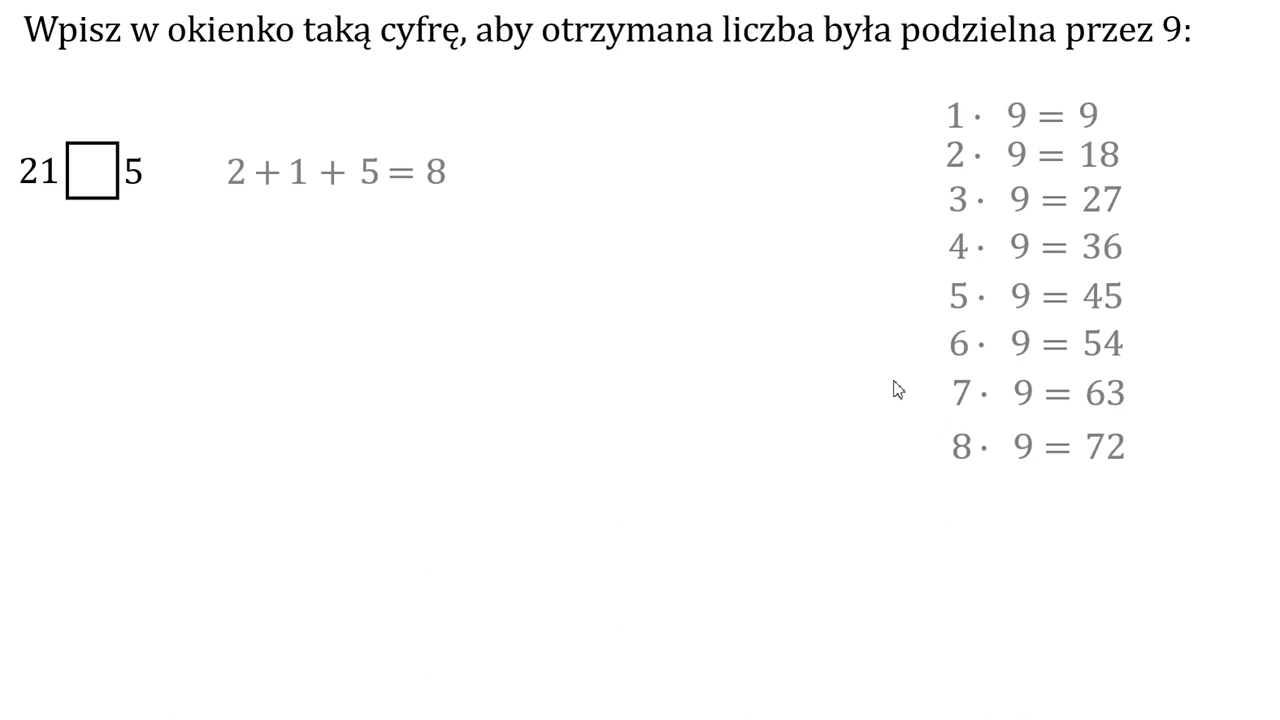 Wpisz w okienko taką cyfrę, aby otrzymana liczba była podzielna przez 9:
21 5 2 + 1 + 5 = 8
1 · 9 = 9
2 · 9 = 18
3 · 9 = 27
4 · 9 = 36
5 · 9 = 45
6 · 9 = 54
7 · 9 = 63
8 · 9 = 72